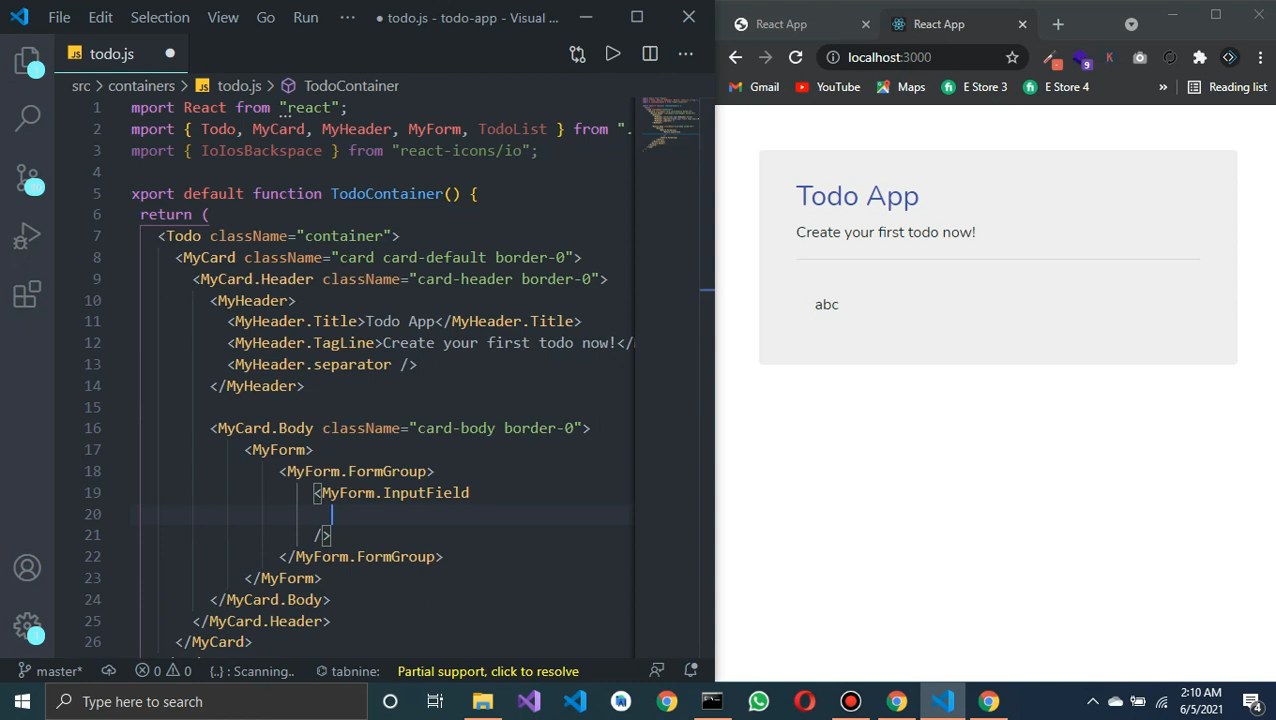 File Edit Selection View Go Run ··· ● todo.js - todo-app - Visual ...
JS todo.js ●
src > containers > JS todo.js > TodoContainer
1 mport React from "react";
2 mport { Todo, MyCard, MyHeader, MyForm, TodoList } from ".
3 mport { IoIosBackspace } from "react-icons/io";
4
5 xport default function TodoContainer() {
6 return (
7 <Todo className="container">
8 <MyCard className="card card-default border-0">
9 <MyCard.Header className="card-header border-0">
10 <MyHeader>
11 <MyHeader.Title>Todo App</MyHeader.Title>
12 <MyHeader.TagLine>Create your first todo now!</
13 <MyHeader.separator />
14 </MyHeader>
15
16 <MyCard.Body className="card-body border-0">
17 <MyForm>
18 <MyForm.FormGroup>
19 <MyForm.InputField
20
21 />
22 </MyForm.FormGroup>
23 </MyForm>
24 </MyCard.Body>
25 </MyCard.Header>
26 </MyCard>
master* 0 0 {..} : Scanning.. tabnine: Partial support, click to resolve
React App React App
localhost:3000 9 K
Gmail YouTube Maps fi E Store 3 fi E Store 4 » Reading list
Todo App
Create your first todo now!
abc
Type here to search
2:10 AM
6/5/2021
4